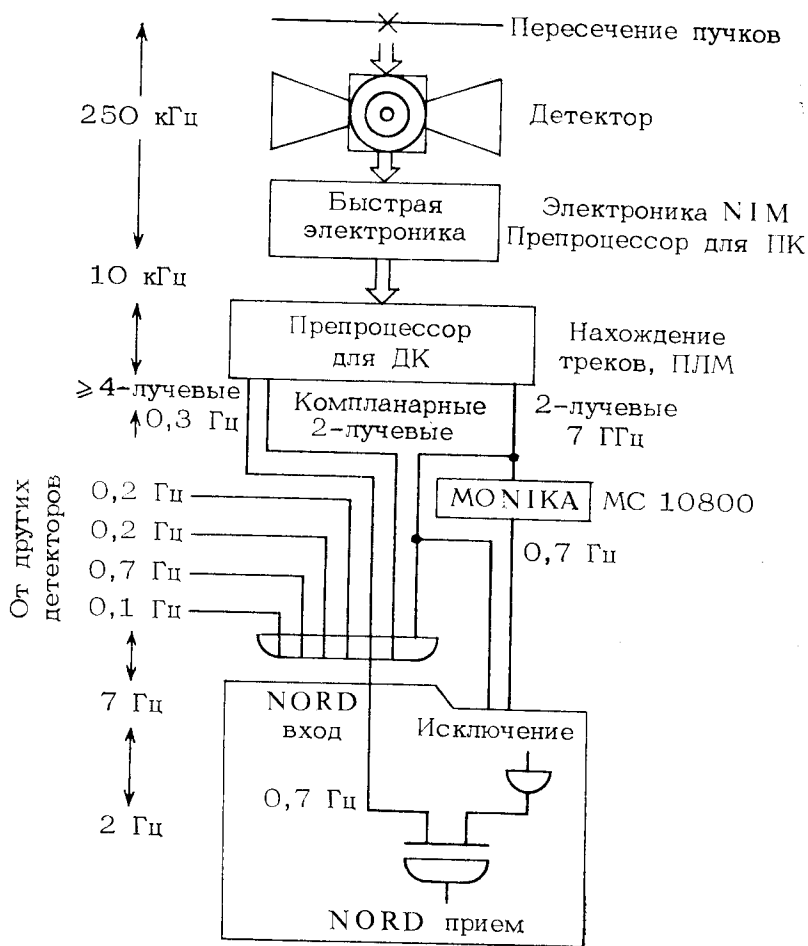 Пересечение пучков
250 кГц
Детектор
Быстрая
электроника
Электроника NIM
Препроцессор для ПК
10 кГц
Препроцессор
для ДК
Нахождение
треков, ПЛМ
⩾4-лучевые
0,3 Гц
Компланарные
2-лучевые
2-лучевые
7 ГГц
От других
детекторов
0,2 Гц
MONIKA
MC 10800
0,2 Гц
0,7 Гц
0,7 Гц
0,1 Гц
7 Гц
NORD
вход
Исключение
0,7 Гц
2 Гц
NORD прием